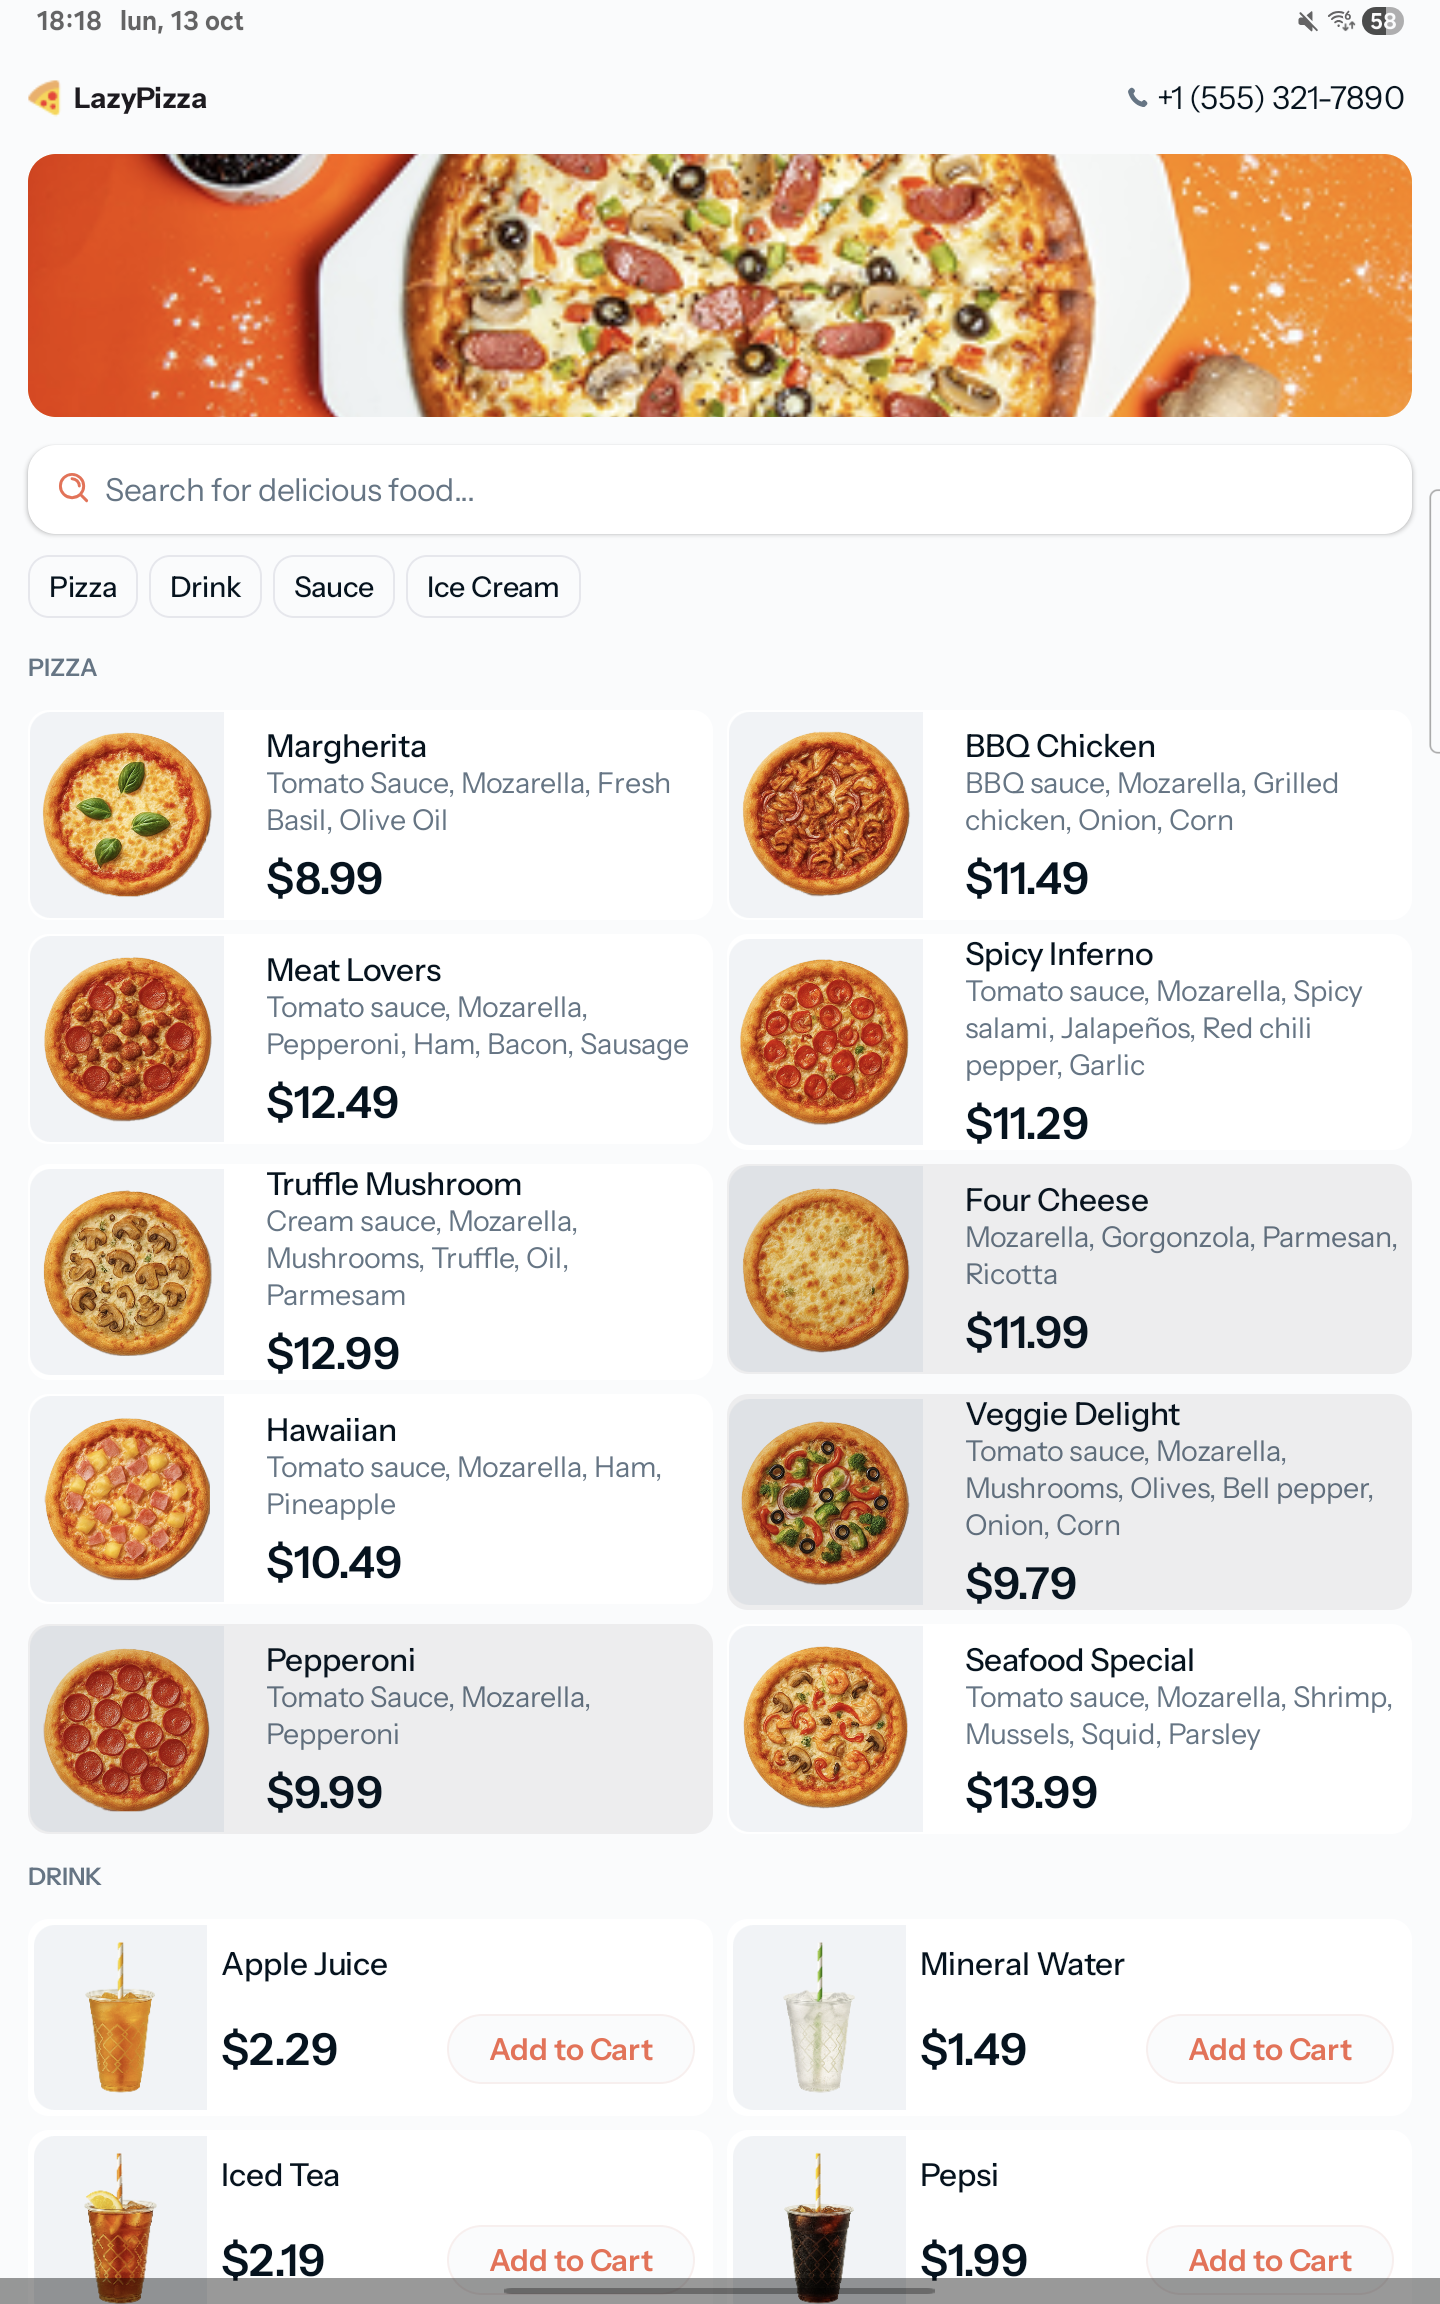 18:18 lun, 13 oct
58
LazyPizza
+1 (555) 321-7890
Search for delicious food...
Pizza
Drink
Sauce
Ice Cream
PIZZA
Margherita
Tomato Sauce, Mozarella, Fresh
Basil, Olive Oil
$8.99
BBQ Chicken
BBQ sauce, Mozarella, Grilled
chicken, Onion, Corn
$11.49
Meat Lovers
Tomato sauce, Mozarella,
Pepperoni, Ham, Bacon, Sausage
$12.49
Spicy Inferno
Tomato sauce, Mozarella, Spicy
salami, Jalapeños, Red chili
pepper, Garlic
$11.29
Truffle Mushroom
Cream sauce, Mozarella,
Mushrooms, Truffle, Oil,
Parmesam
$12.99
Four Cheese
Mozarella, Gorgonzola, Parmesan,
Ricotta
$11.99
Hawaiian
Tomato sauce, Mozarella, Ham,
Pineapple
$10.49
Veggie Delight
Tomato sauce, Mozarella,
Mushrooms, Olives, Bell pepper,
Onion, Corn
$9.79
Pepperoni
Tomato Sauce, Mozarella,
Pepperoni
$9.99
Seafood Special
Tomato sauce, Mozarella, Shrimp,
Mussels, Squid, Parsley
$13.99
DRINK
Apple Juice
$2.29
Add to Cart
Mineral Water
$1.49
Add to Cart
Iced Tea
$2.19
Add to Cart
Pepsi
$1.99
Add to Cart